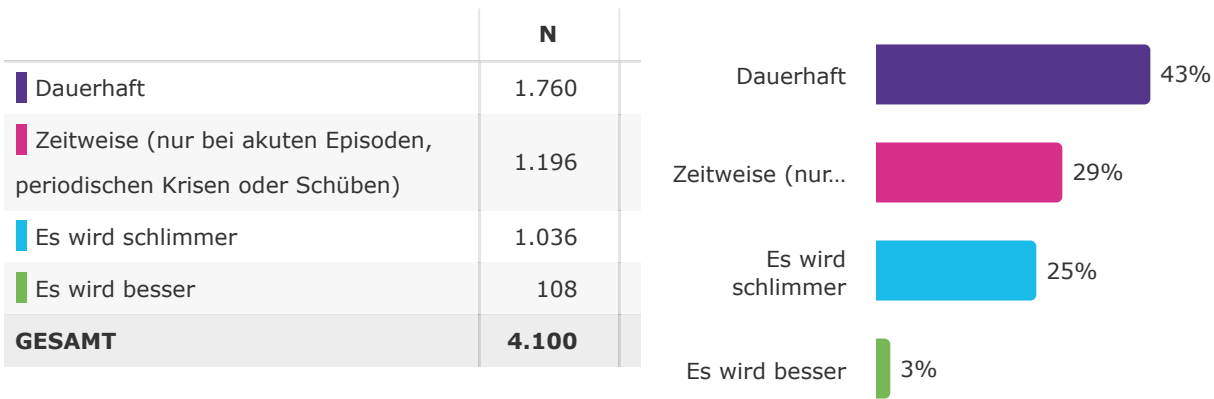 N
Dauerhaft 1.760
Zeitweise (nur bei akuten Episoden,
periodischen Krisen oder Schüben) 1.196
Es wird schlimmer 1.036
Es wird besser 108
GESAMT 4.100
Dauerhaft 43%
Zeitweise (nur... 29%
Es wird
schlimmer 25%
Es wird besser 3%